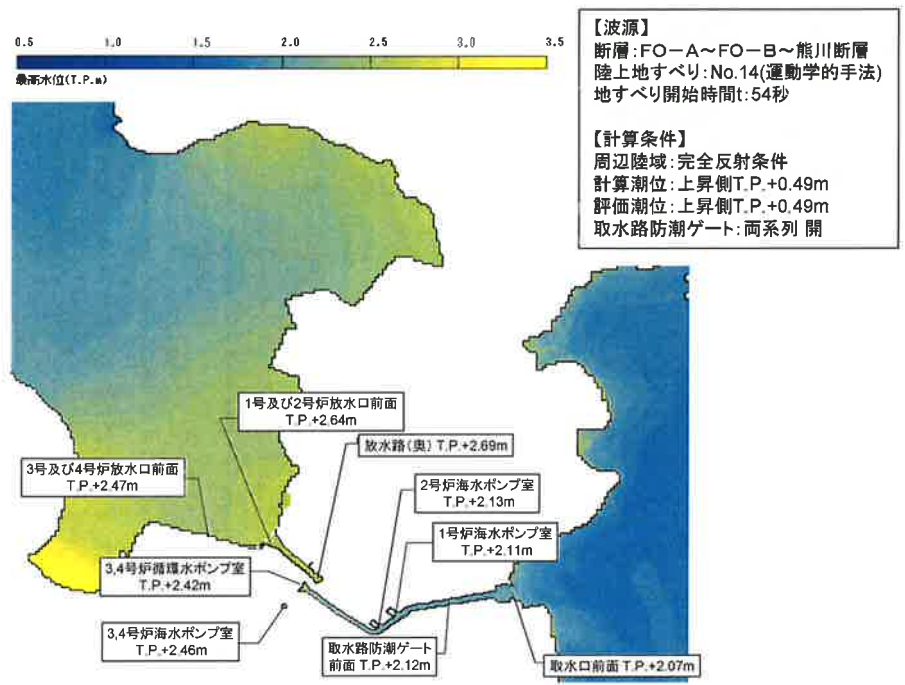 0.5 1.0 1.5 2.0 2.5 3.0 3.5
最高水位(T.P.m)
【波源】
断層:FO-A~FO-B~熊川断層
陸上地すべり:No.14(運動学的手法)
地すべり開始時間t:54秒
【計算条件】
周辺陸域:完全反射条件
計算潮位:上昇側T.P.+0.49m
評価潮位:上昇側T.P.+0.49m
取水路防潮ゲート:両系列 開
1号及び2号炉放水口前面
T.P.+2.64m
放水路(奥) T.P.+2.69m
3号及び4号炉放水口前面
T.P.+2.47m
2号炉海水ポンプ室
T.P.+2.13m
1号炉海水ポンプ室
T.P.+2.11m
3,4号炉循環水ポンプ室
T.P.+2.42m
3,4号炉海水ポンプ室
T.P.+2.46m
取水路防潮ゲート
前面 T.P.+2.12m
取水口前面 T.P.+2.07m